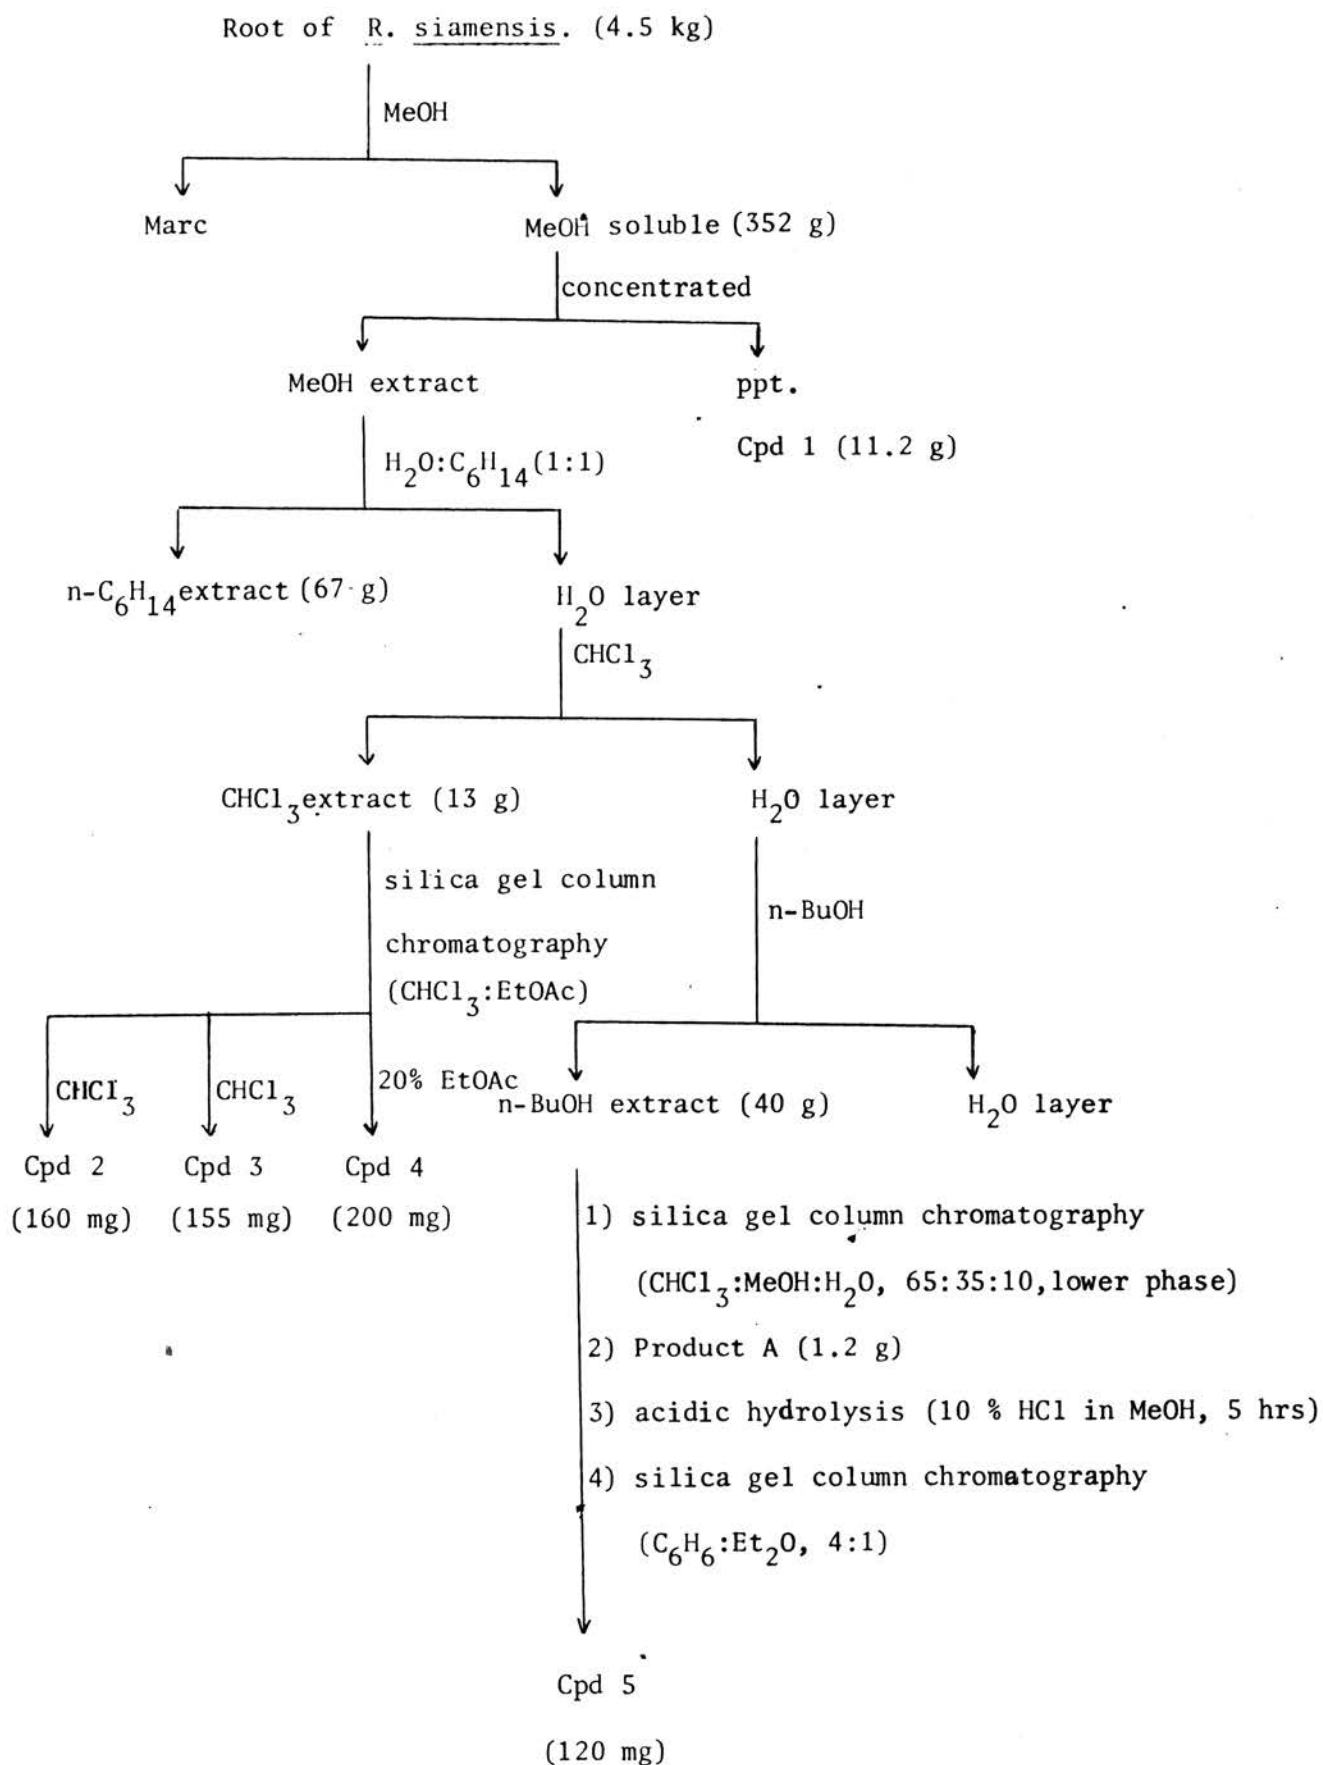 Root of R. siamensis. (4.5 kg)
MeOH
Marc
MeOH soluble (352 g)
concentrated
MeOH extract
ppt.
Cpd 1 (11.2 g)
H₂O:C₆H₁₄(1:1)
n-C₆H₁₄extract (67 g)
H₂O layer
CHCl₃
CHCl₃extract (13 g)
H₂O layer
silica gel column
chromatography
(CHCl₃:EtOAc)
n-BuOH
CHCl₃
CHCl₃
20% EtOAc
n-BuOH extract (40 g)
H₂O layer
Cpd 2
(160 mg)
Cpd 3
(155 mg)
Cpd 4
(200 mg)
1) silica gel column chromatography
(CHCl₃:MeOH:H₂O, 65:35:10,lower phase)
2) Product A (1.2 g)
3) acidic hydrolysis (10 % HCl in MeOH, 5 hrs)
4) silica gel column chromatography
(C₆H₆:Et₂O, 4:1)
Cpd 5
(120 mg)